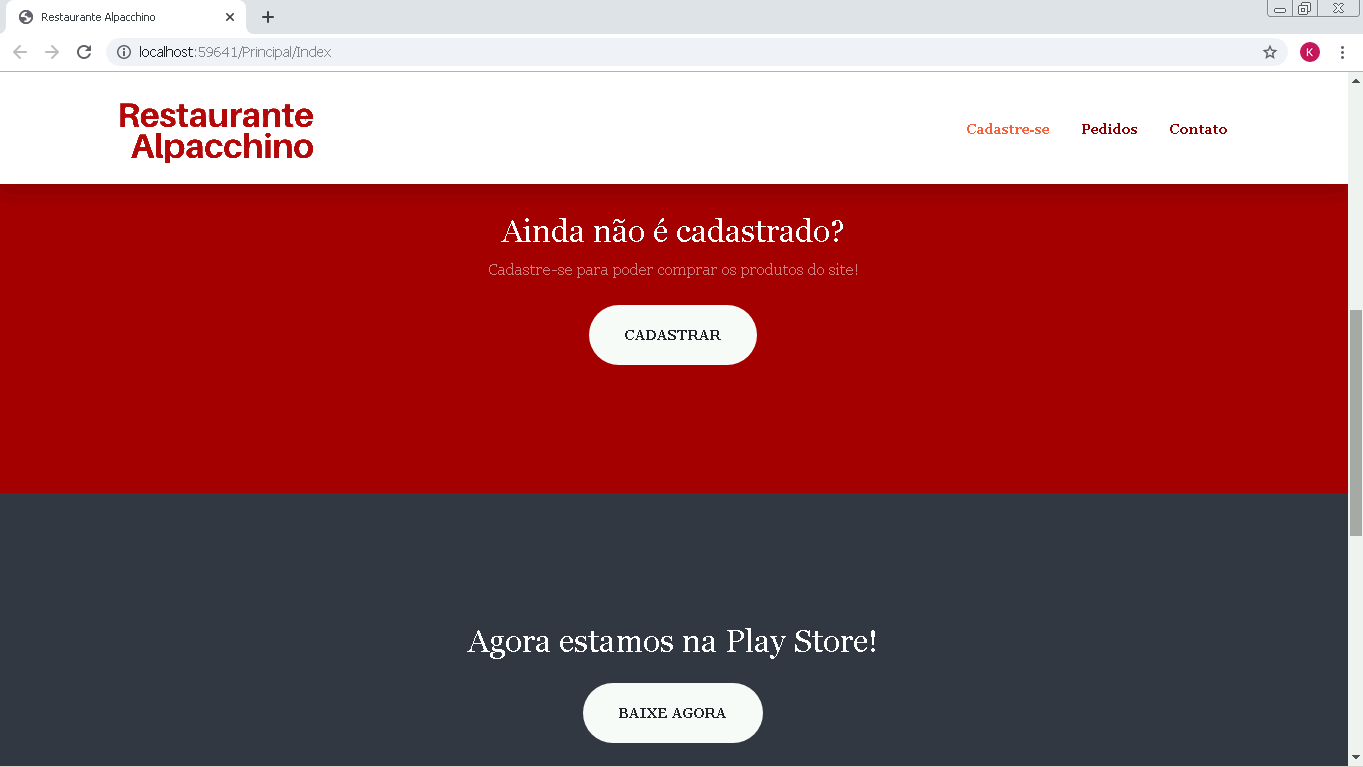 Restaurante Alpacchino
localhost:59641/Principal/Index
K
Restaurante
Alpacchino
Cadastre-se Pedidos Contato
Ainda não é cadastrado?
Cadastre-se para poder comprar os produtos do site!
CADASTRAR
Agora estamos na Play Store!
BAIXE AGORA